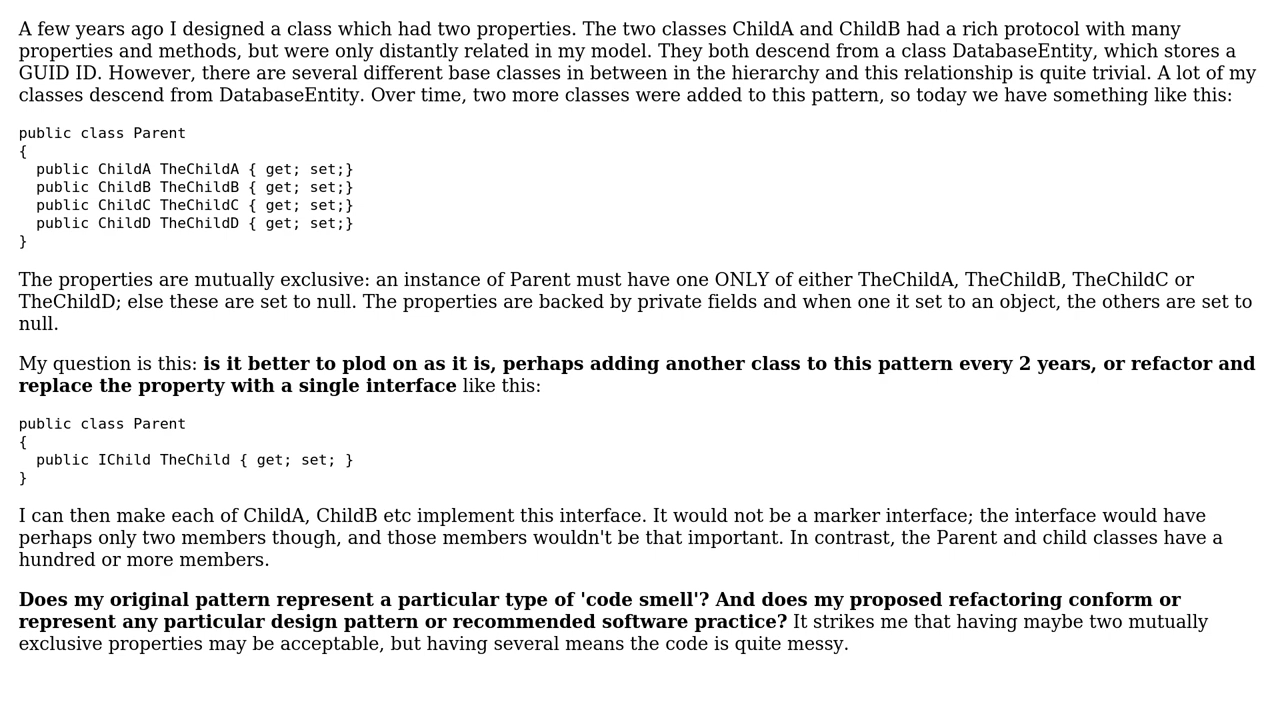 A few years ago I designed a class which had two properties. The two classes ChildA and ChildB had a rich protocol with many
properties and methods, but were only distantly related in my model. They both descend from a class DatabaseEntity, which stores a
GUID ID. However, there are several different base classes in between in the hierarchy and this relationship is quite trivial. A lot of my
classes descend from DatabaseEntity. Over time, two more classes were added to this pattern, so today we have something like this:
public class Parent
{
  public ChildA TheChildA { get; set;}
  public ChildB TheChildB { get; set;}
  public ChildC TheChildC { get; set;}
  public ChildD TheChildD { get; set;}
}
The properties are mutually exclusive: an instance of Parent must have one ONLY of either TheChildA, TheChildB, TheChildC or
TheChildD; else these are set to null. The properties are backed by private fields and when one it set to an object, the others are set to
null.
My question is this: is it better to plod on as it is, perhaps adding another class to this pattern every 2 years, or refactor and
replace the property with a single interface like this:
public class Parent
{
  public IChild TheChild { get; set; }
}
I can then make each of ChildA, ChildB etc implement this interface. It would not be a marker interface; the interface would have
perhaps only two members though, and those members wouldn't be that important. In contrast, the Parent and child classes have a
hundred or more members.
Does my original pattern represent a particular type of 'code smell'? And does my proposed refactoring conform or
represent any particular design pattern or recommended software practice? It strikes me that having maybe two mutually
exclusive properties may be acceptable, but having several means the code is quite messy.